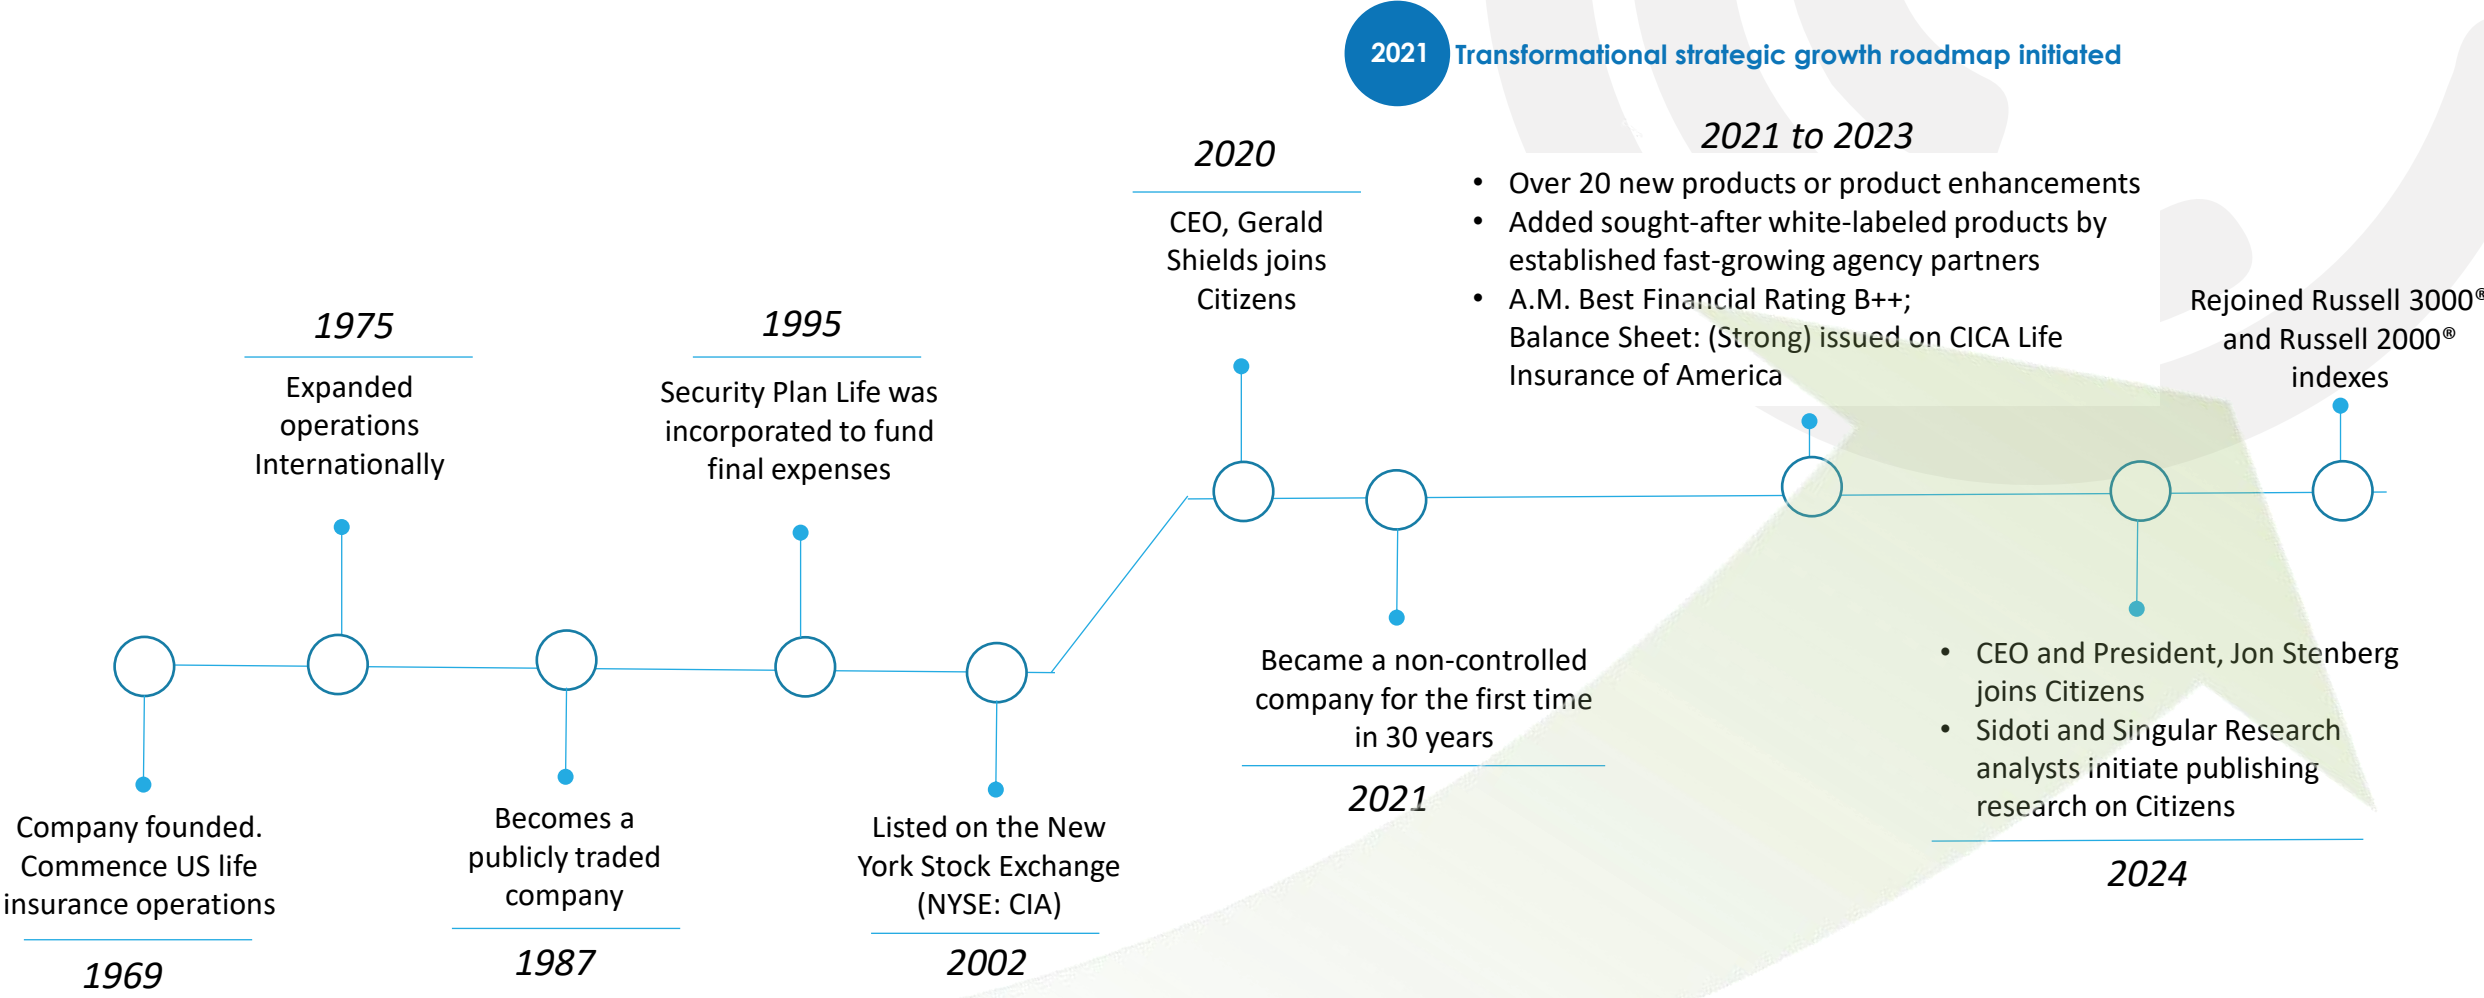 2021
Transformational strategic growth roadmap initiated
1969
Company founded.
Commence US life
insurance operations
1975
Expanded
operations
Internationally
1987
Becomes a
publicly traded
company
1995
Security Plan Life was
incorporated to fund
final expenses
2002
Listed on the New
York Stock Exchange
(NYSE: CIA)
2020
CEO, Gerald
Shields joins
Citizens
2021
Became a non-controlled
company for the first time
in 30 years
2021 to 2023
• Over 20 new products or product enhancements
• Added sought-after white-labeled products by
established fast-growing agency partners
• A.M. Best Financial Rating B++;
Balance Sheet: (Strong) issued on CICA Life
Insurance of America
2024
• CEO and President, Jon Stenberg
joins Citizens
• Sidoti and Singular Research
analysts initiate publishing
research on Citizens
Rejoined Russell 3000®
and Russell 2000®
indexes